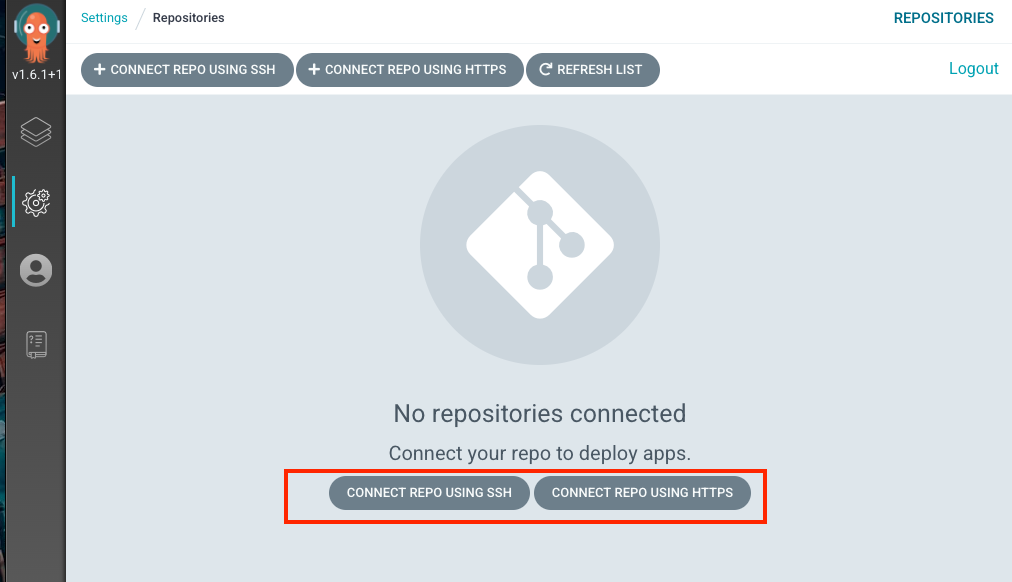 Settings / Repositories
REPOSITORIES
v1.6.1+1
+ CONNECT REPO USING SSH
+ CONNECT REPO USING HTTPS
REFRESH LIST
Logout
No repositories connected
Connect your repo to deploy apps.
CONNECT REPO USING SSH
CONNECT REPO USING HTTPS